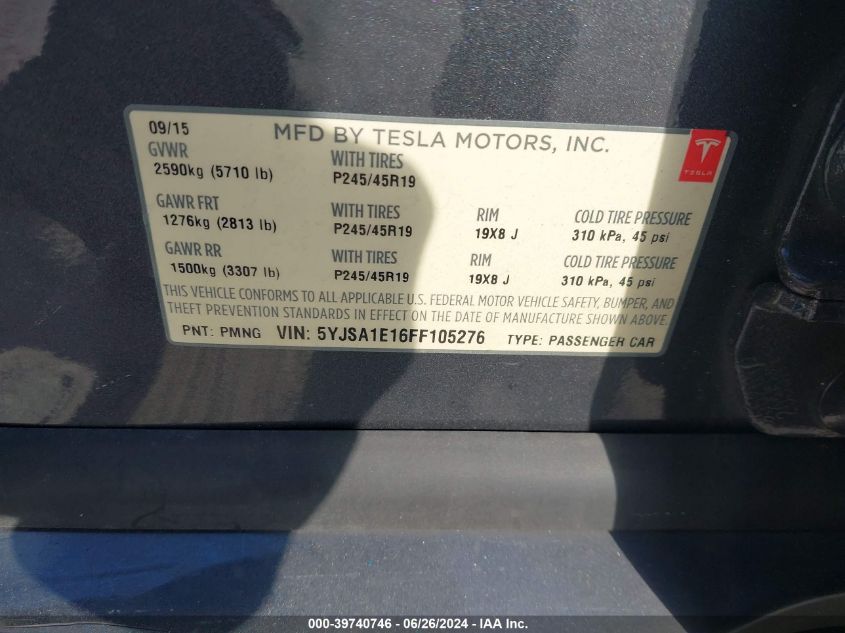 09/15 MFD BY TESLA MOTORS, INC.
GVWR WITH TIRES
2590kg (5710 lb) P245/45R19
TESLA
GAWR FRT WITH TIRES RIM COLD TIRE PRESSURE
1276kg (2813 lb) P245/45R19 19X8 J 310 kPa, 45 psi
GAWR RR WITH TIRES RIM COLD TIRE PRESSURE
1500kg (3307 lb) P245/45R19 19X8 J 310 kPa, 45 psi
THIS VEHICLE CONFORMS TO ALL APPLICABLE U.S. FEDERAL MOTOR VEHICLE SAFETY, BUMPER, AND
THEFT PREVENTION STANDARDS IN EFFECT ON THE DATE OF MANUFACTURE SHOWN ABOVE.
PNT: PMNG VIN: 5YJSA1E16FF105276 TYPE: PASSENGER CAR
000-39740746 - 06/26/2024 - IAA Inc.